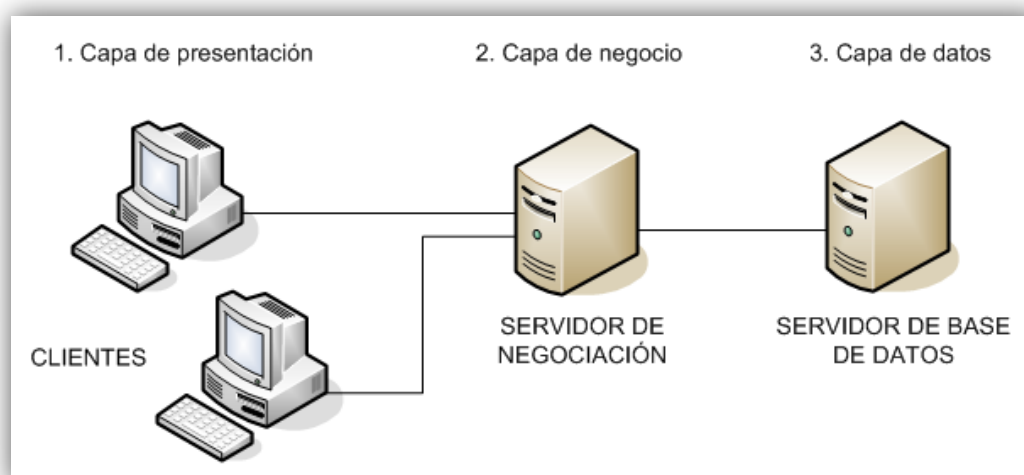 1. Capa de presentación
2. Capa de negocio
3. Capa de datos
CLIENTES
SERVIDOR DE
NEGOCIACIÓN
SERVIDOR DE BASE
DE DATOS